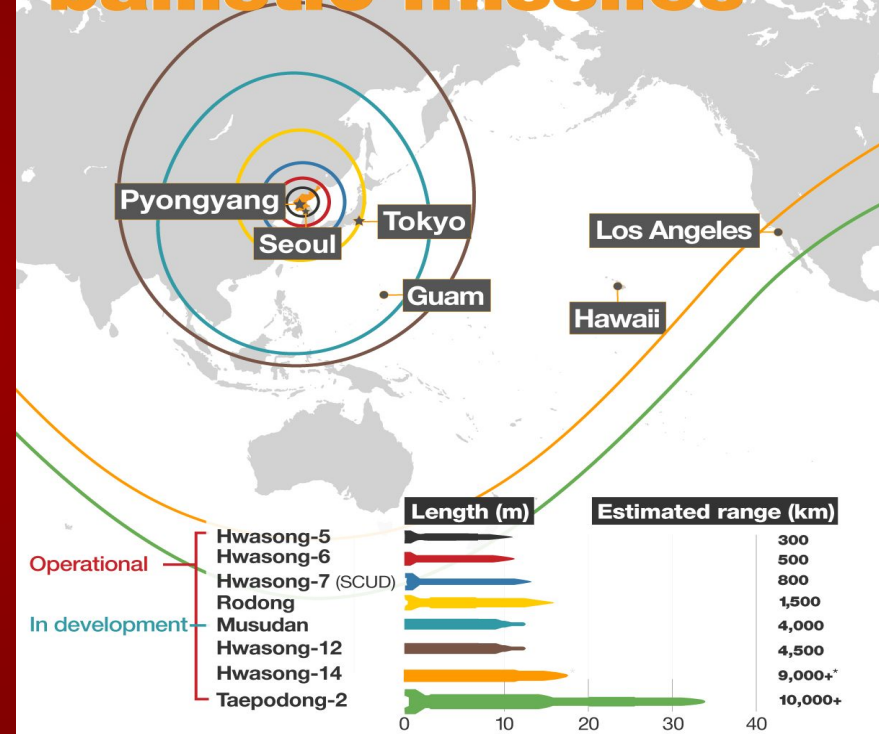 ballistic missiles
Pyongyang
Seoul
Tokyo
Guam
Los Angeles
Hawaii
Length (m)
Estimated range (km)
Operational
In development
Hwasong-5
300
Hwasong-6
500
Hwasong-7 (SCUD)
800
Rodong
1,500
Musudan
4,000
Hwasong-12
4,500
Hwasong-14
9,000+*
Taepodong-2
10,000+
0 10 20 30 40